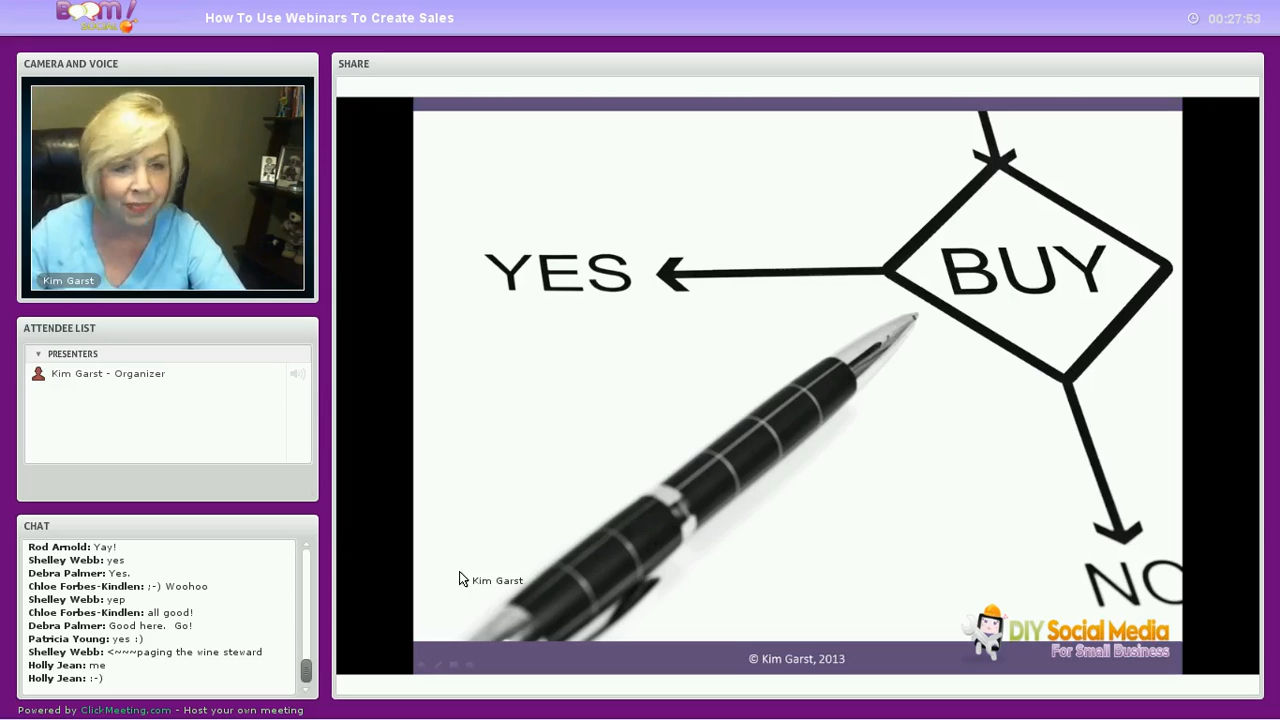 BOOM!
SOCIAL
How To Use Webinars To Create Sales
00:27:53
CAMERA AND VOICE
Kim Garst
ATTENDEE LIST
PRESENTERS
Kim Garst - Organizer
CHAT
Rod Arnold: Yay!
Shelley Webb: yes
Debra Palmer: Yes.
Chloe Forbes-Kindlen: ;-) Woohoo
Shelley Webb: yep
Chloe Forbes-Kindlen: all good!
Debra Palmer: Good here. Go!
Patricia Young: yes :)
Shelley Webb: <~~~paging the wine steward
Holly Jean: me
Holly Jean: :-)
Powered by ClickMeeting.com - Host your own meeting
SHARE
YES
BUY
NO
Kim Garst
DIY Social Media
For Small Business
© Kim Garst, 2013